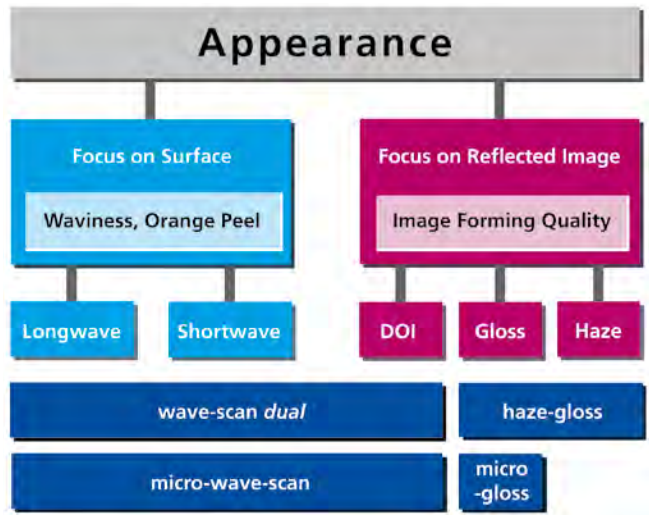 Appearance
Focus on Surface
Waviness, Orange Peel
Focus on Reflected Image
Image Forming Quality
Longwave
Shortwave
DOI
Gloss
Haze
wave-scan dual
haze-gloss
micro-wave-scan
micro
-gloss